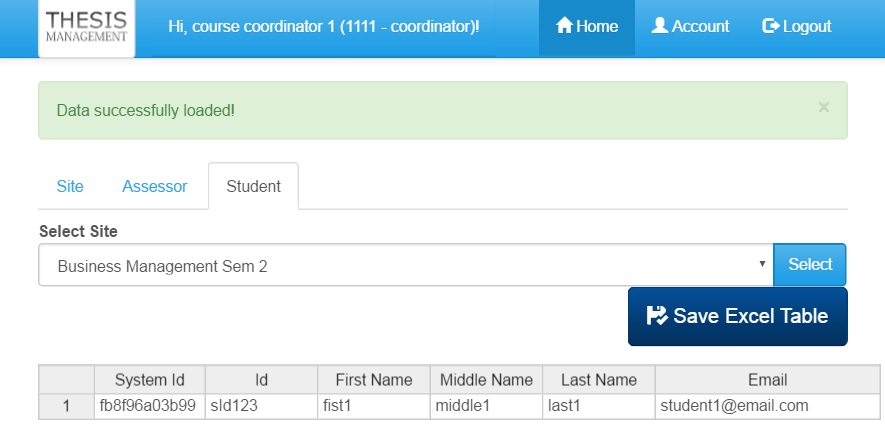 THESIS
MANAGEMENT
Hi, course coordinator 1 (1111 - coordinator)!
Home
Account
Logout
Data successfully loaded!
×
Site
Assessor
Student
Select Site
Business Management Sem 2
Select
Save Excel Table
System Id Id First Name Middle Name Last Name Email
1 fb8f96a03b99 sId123 fist1 middle1 last1 student1@email.com